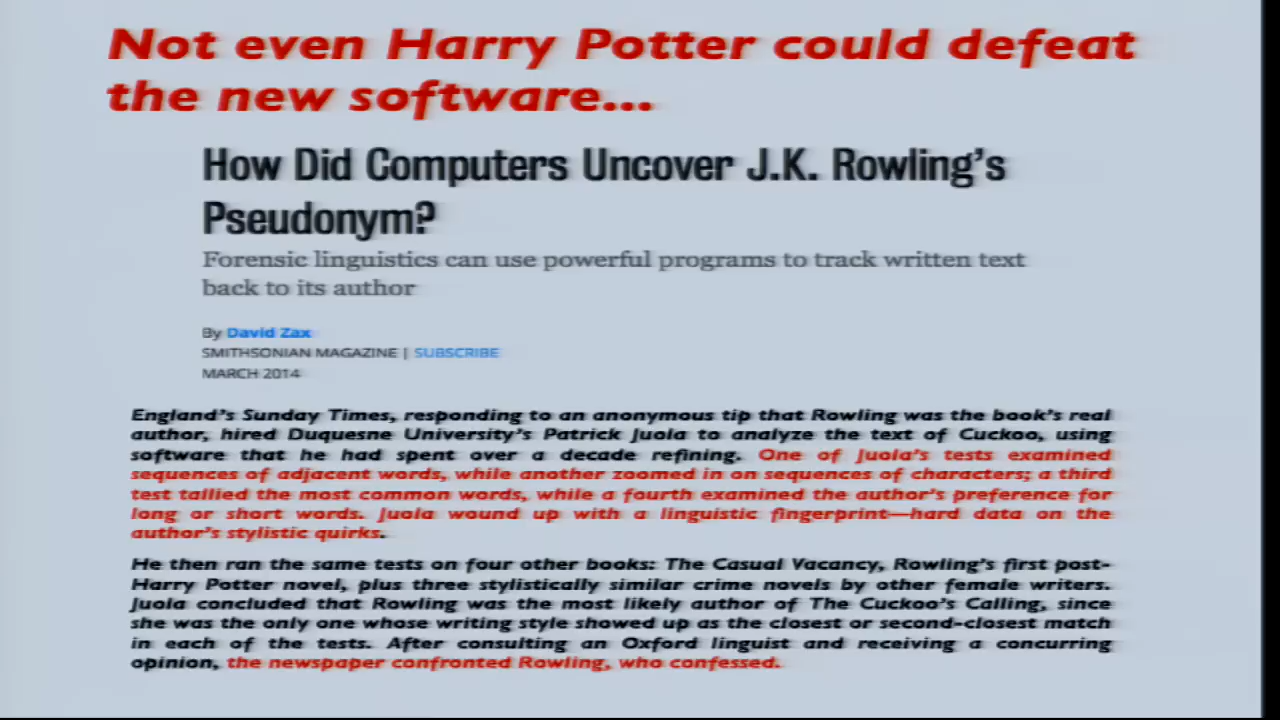 Not even Harry Potter could defeat
the new software...
How Did Computers Uncover J.K. Rowling's
Pseudonym?
Forensic linguistics can use powerful programs to track written text
back to its author
By David Zax
SMITHSONIAN MAGAZINE | SUBSCRIBE
MARCH 2014
England's Sunday Times, responding to an anonymous tip that Rowling was the book's real
author, hired Duquesne University's Patrick Juola to analyze the text of Cuckoo, using
software that he had spent over a decade refining. One of Juola's tests examined
sequences of adjacent words, while another zoomed in on sequences of characters; a third
test tallied the most common words, while a fourth examined the author's preference for
long or short words. Juola wound up with a linguistic fingerprint—hard data on the
author's stylistic quirks.
He then ran the same tests on four other books: The Casual Vacancy, Rowling's first post-
Harry Potter novel, plus three stylistically similar crime novels by other female writers.
Juola concluded that Rowling was the most likely author of The Cuckoo's Calling, since
she was the only one whose writing style showed up as the closest or second-closest match
in each of the tests. After consulting an Oxford linguist and receiving a concurring
opinion, the newspaper confronted Rowling, who confessed.